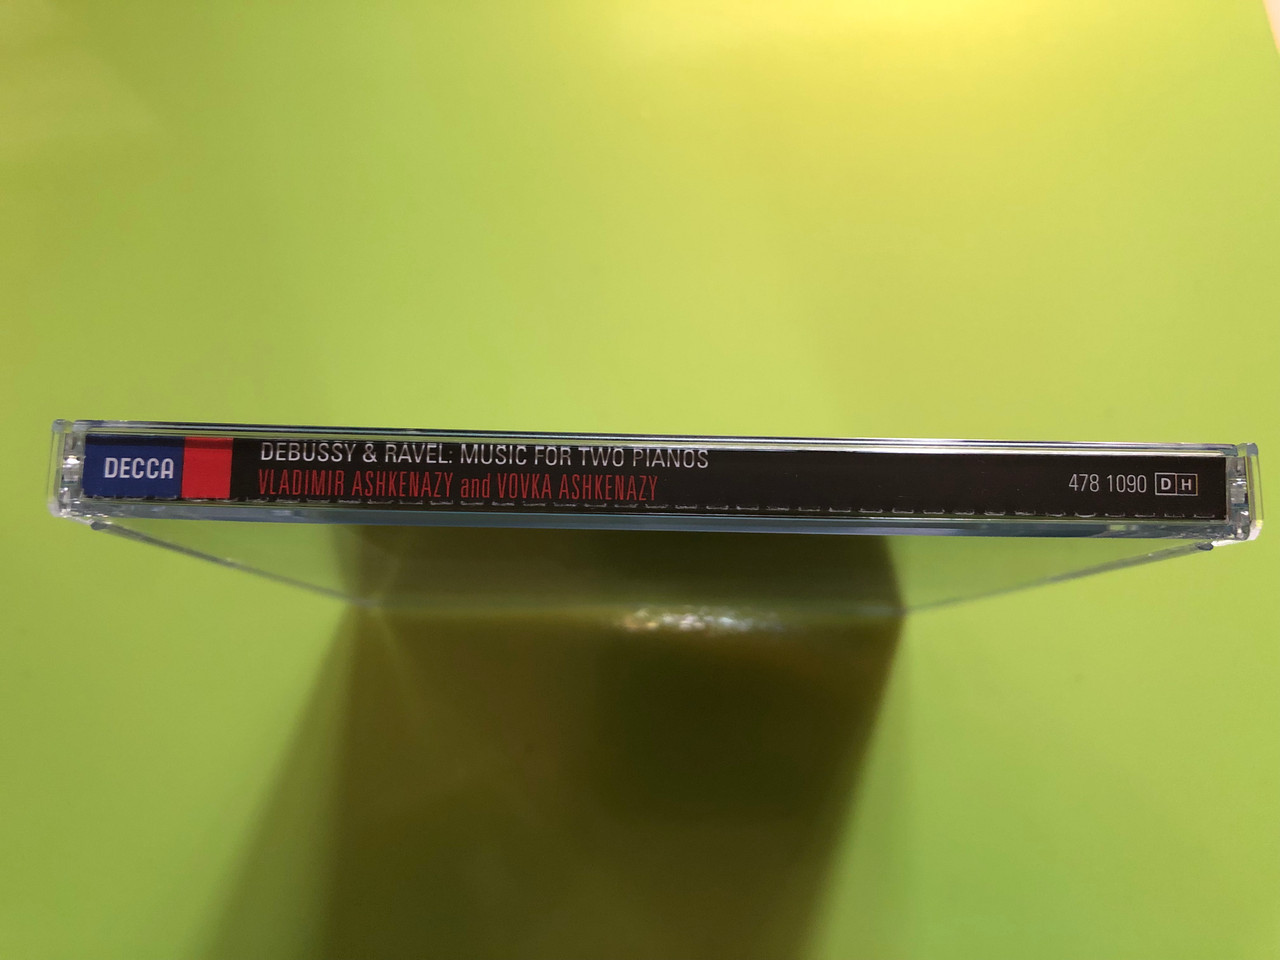 DECCA
DEBUSSY & RAVEL: MUSIC FOR TWO PIANOS
VLADIMIR ASHKENAZY and VOVKA ASHKENAZY
478 1090 DH